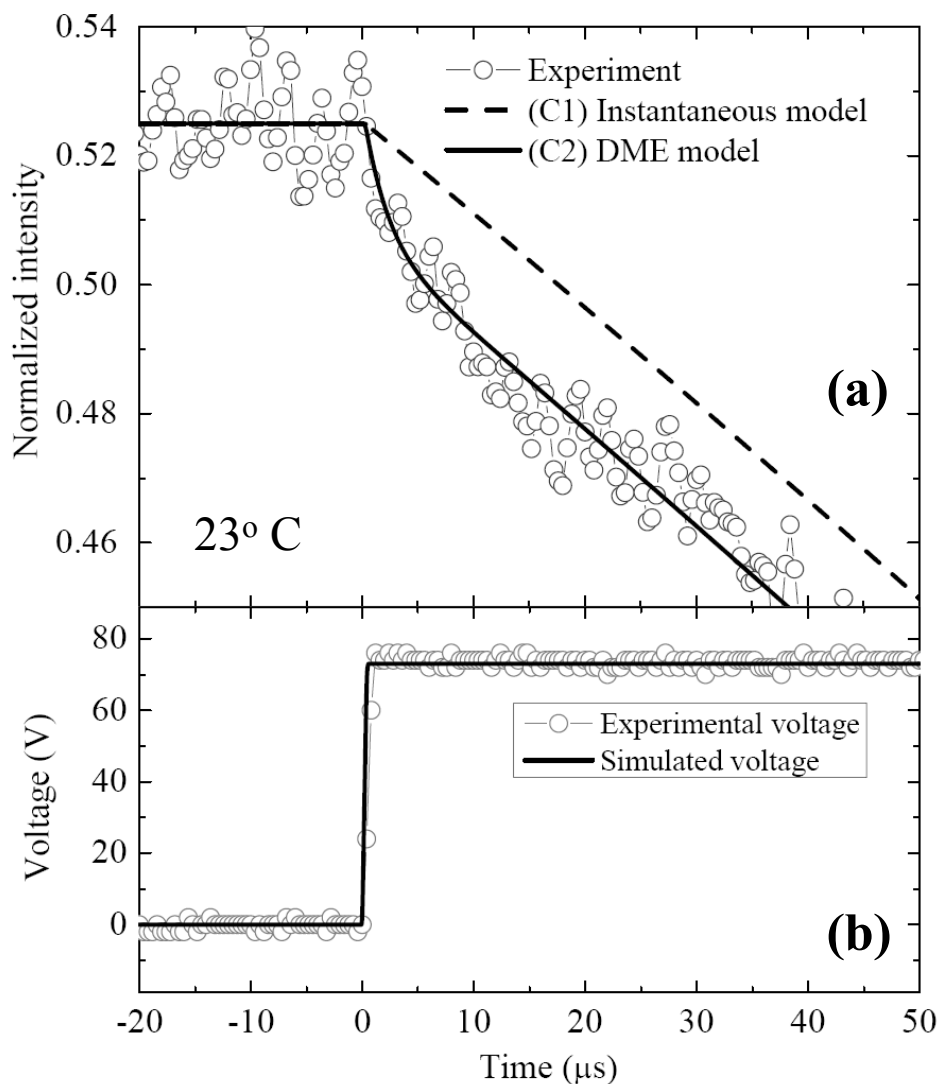 0.54
Experiment
(C1) Instantaneous model
0.52
(C2) DME model
Normalized intensity
0.50
(a)
0.48
23° C
0.46
80
60
Experimental voltage
Simulated voltage
Voltage (V)
40
20
0
(b)
-20 -10 0 10 20 30 40 50
Time (µs)